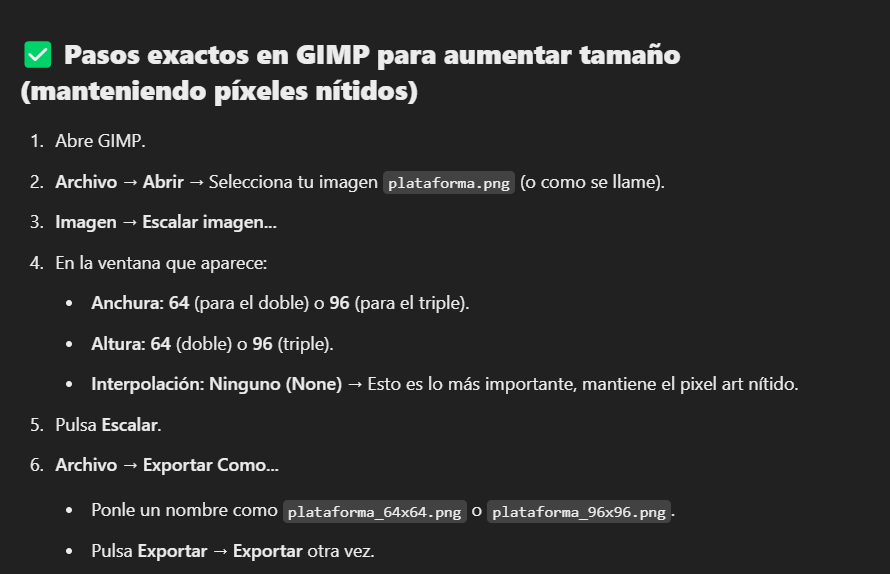 ✅ Pasos exactos en GIMP para aumentar tamaño
(manteniendo píxeles nítidos)
1. Abre GIMP.
2. Archivo → Abrir → Selecciona tu imagen plataforma.png (o como se llame).
3. Imagen → Escalar imagen...
4. En la ventana que aparece:
• Anchura: 64 (para el doble) o 96 (para el triple).
• Altura: 64 (doble) o 96 (triple).
• Interpolación: Ninguno (None) → Esto es lo más importante, mantiene el pixel art nítido.
5. Pulsa Escalar.
6. Archivo → Exportar Como...
• Ponle un nombre como plataforma_64x64.png o plataforma_96x96.png.
• Pulsa Exportar → Exportar otra vez.